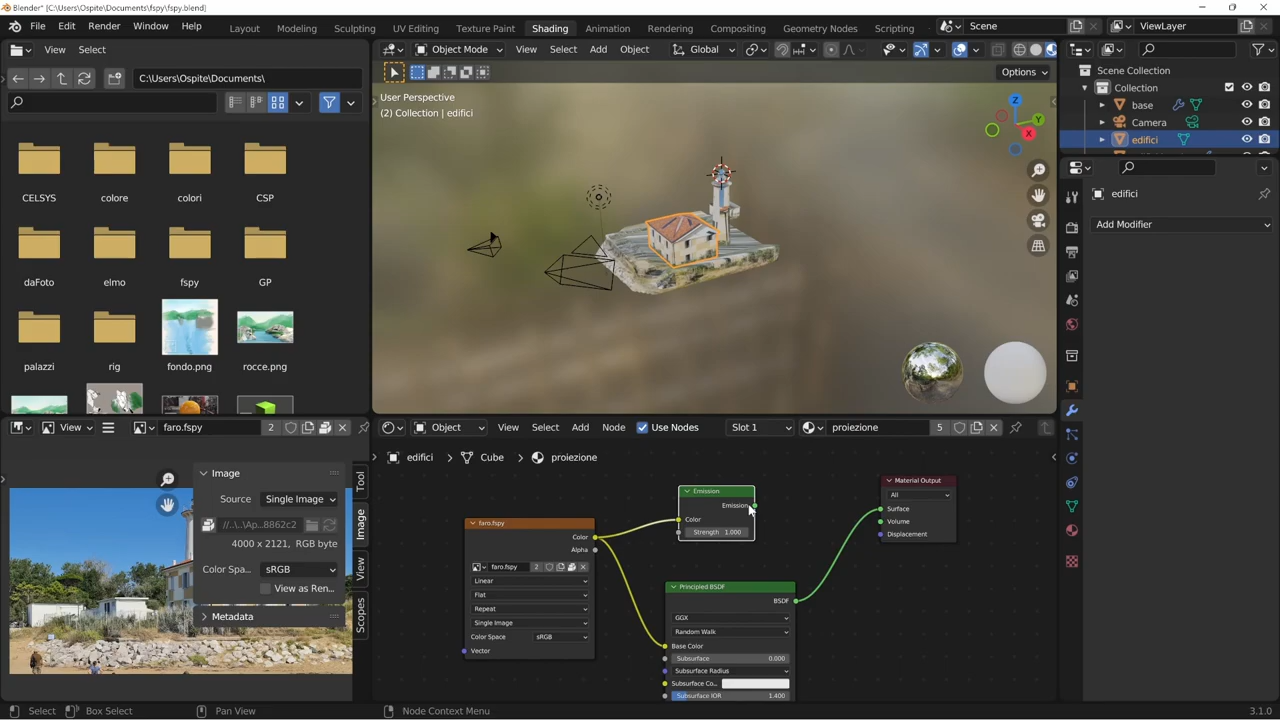 Blender* [C:\Users\Ospite\Documents\fspy\fspy.blend]
File Edit Render Window Help
Layout Modeling Sculpting UV Editing Texture Paint Shading Animation Rendering Compositing Geometry Nodes Scripting
Scene
ViewLayer
View Select
C:\Users\Ospite\Documents\
CELSYS colore colori CSP
daFoto elmo fspy GP
palazzi rig fondo.png rocce.png
Object Mode View Select Add Object Global
Options
User Perspective
(2) Collection | edifici
Z
Y
X
Scene Collection
Collection
base
Camera
edifici
edifici
Add Modifier
View faro.fspy 2
Image
Source Single Image
//..\..\Ap...8862c2
4000 x 2121, RGB byte
Color Spa... sRGB
View as Ren...
Metadata
Tool
Image
View
Scopes
Object View Select Add Node Use Nodes Slot 1 proiezione 5
edifici > Cube > proiezione
faro.fspy
Color
Alpha
faro.fspy 2
Linear
Flat
Repeat
Single Image
Color Space sRGB
Vector
Emission
Emission
Color
Strength 1.000
Principled BSDF
BSDF
GGX
Random Walk
Base Color
Subsurface 0.000
Subsurface Radius
Subsurface Co...
Subsurface IOR 1.400
Material Output
All
Surface
Volume
Displacement
Select Box Select Pan View Node Context Menu 3.1.0